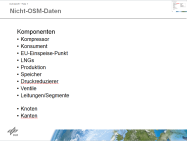 Nicht-OSM-Daten
Komponenten
• Kompressor
• Konsument
• EU-Einspeise-Punkt
• LNGs
• Produktion
• Speicher
• Druckreduzierer
• Ventile
• Leitungen/Segmente
• Knoten
• Kanten